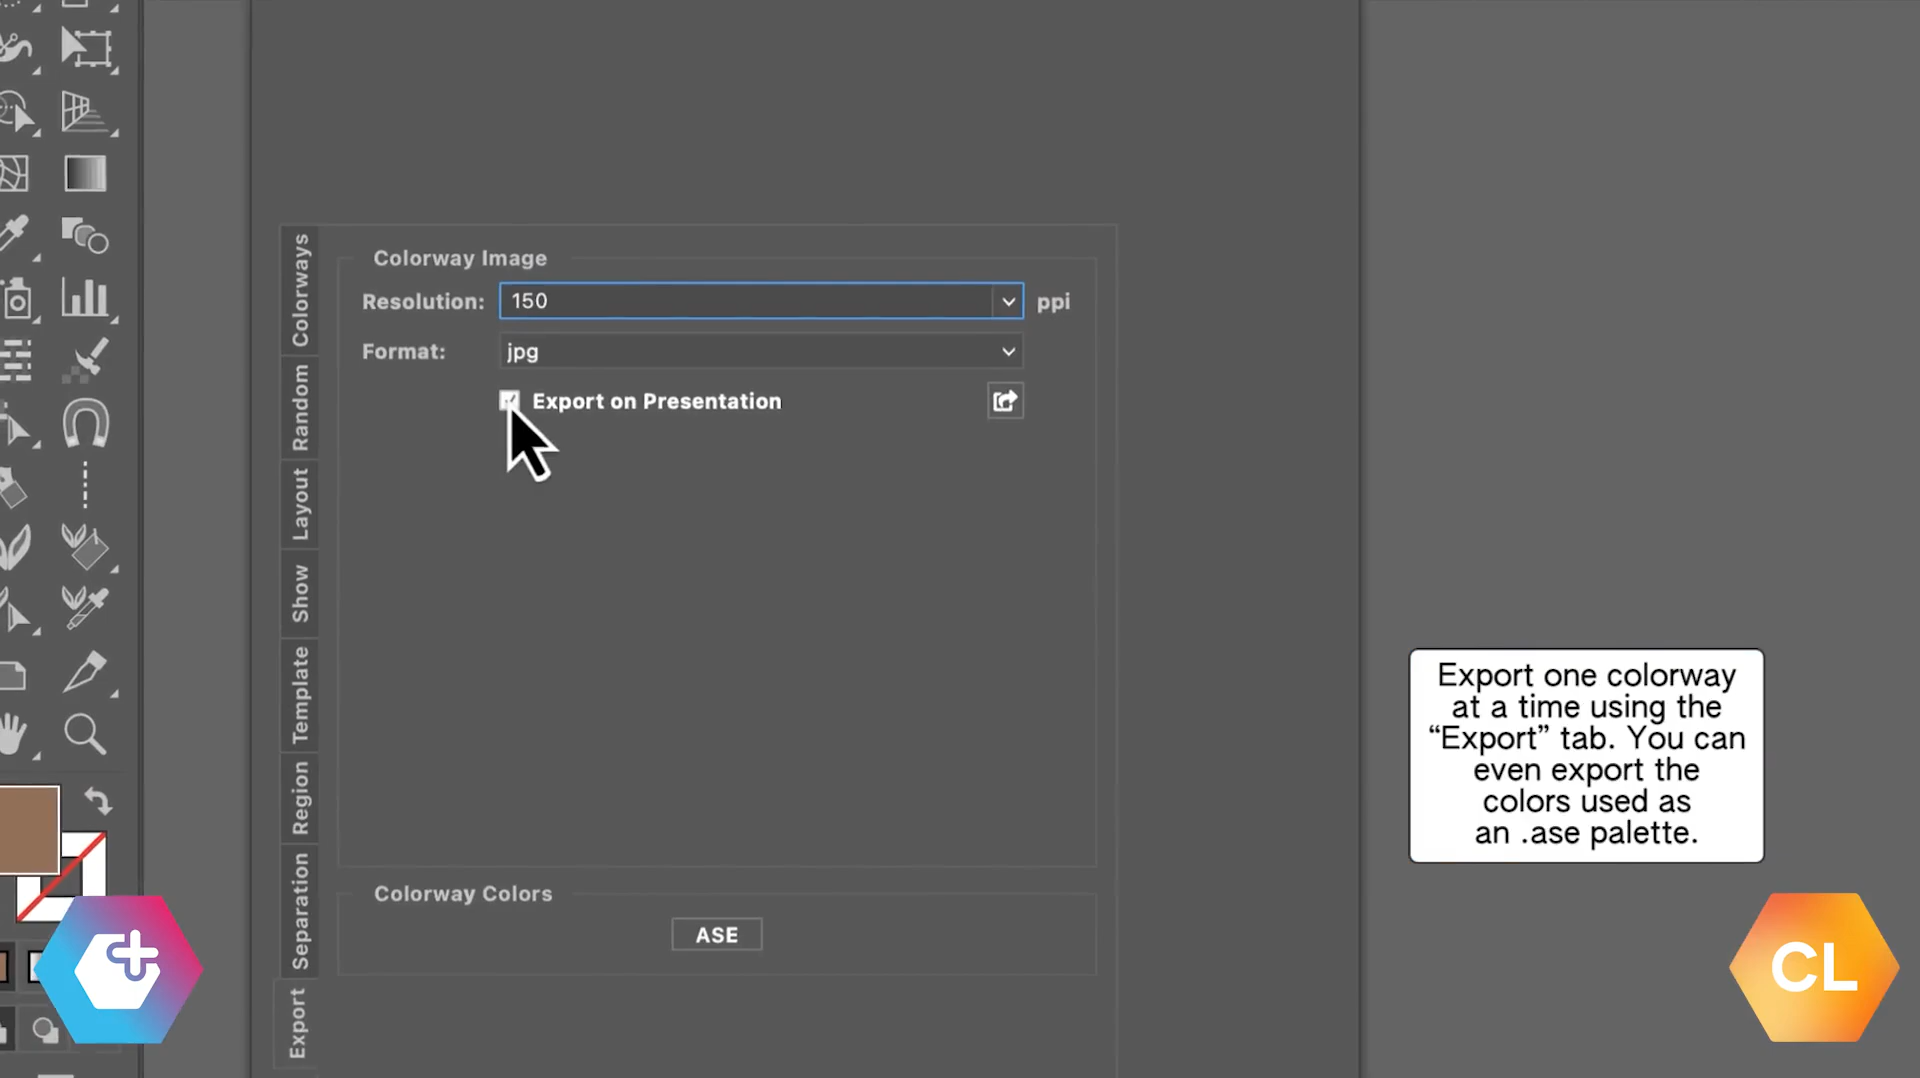 Colorways
Random
Layout
Show
Template
Region
Separation
Export
Colorway Image
Resolution: 150 ppi
Format: jpg
Export on Presentation
Colorway Colors
ASE
Export one colorway
at a time using the
“Export” tab. You can
even export the
colors used as
an .ase palette.
CL